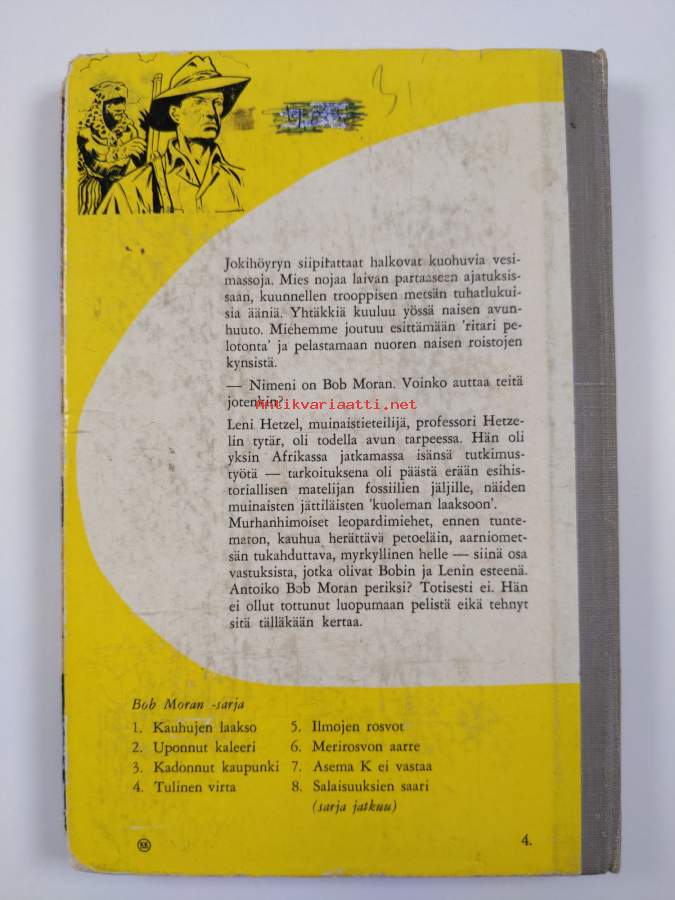 31
Jokihöyryn siipirattaat halkovat kuohuvia vesi-
massoja. Mies nojaa laivan partaaseen ajatuksis-
saan, kuunnellen trooppisen metsän tuhatlukui-
sia ääniä. Yhtäkkiä kuuluu yössä naisen avun-
huuto. Miehemme joutuu esittämään 'ritari pe-
lotonta' ja pelastamaan nuoren naisen roistojen
kynsistä.
— Nimeni on Bob Moran. Voinko auttaa teitä
jotenkin?
antikvariaatti.net
Leni Hetzel, muinaistieteilijä, professori Hetze-
lin tytär, oli todella avun tarpeessa. Hän oli
yksin Afrikassa jatkamassa isänsä tutkimus-
työtä — tarkoituksena oli päästä erään esihis-
toriallisen matelijan fossiilien jäljille, näiden
muinaisten jättiläisten 'kuoleman laaksoon'.
Murhanhimoiset leopardimiehet, ennen tunte-
maton, kauhua herättävä petoeläin, aarniomet-
sän tukahduttava, myrkyllinen helle — siinä osa
vastuksista, jotka olivat Bobin ja Lenin esteenä.
Antoiko Bob Moran periksi? Totisesti ei. Hän
ei ollut tottunut luopumaan pelistä eikä tehnyt
sitä tälläkään kertaa.
Bob Moran -sarja
1. Kauhujen laakso
2. Uponnut kaleeri
3. Kadonnut kaupunki
4. Tulinen virta
5. Ilmojen rosvot
6. Merirosvon aarre
7. Asema K ei vastaa
8. Salaisuuksien saari
(sarja jatkuu)
KK
4.